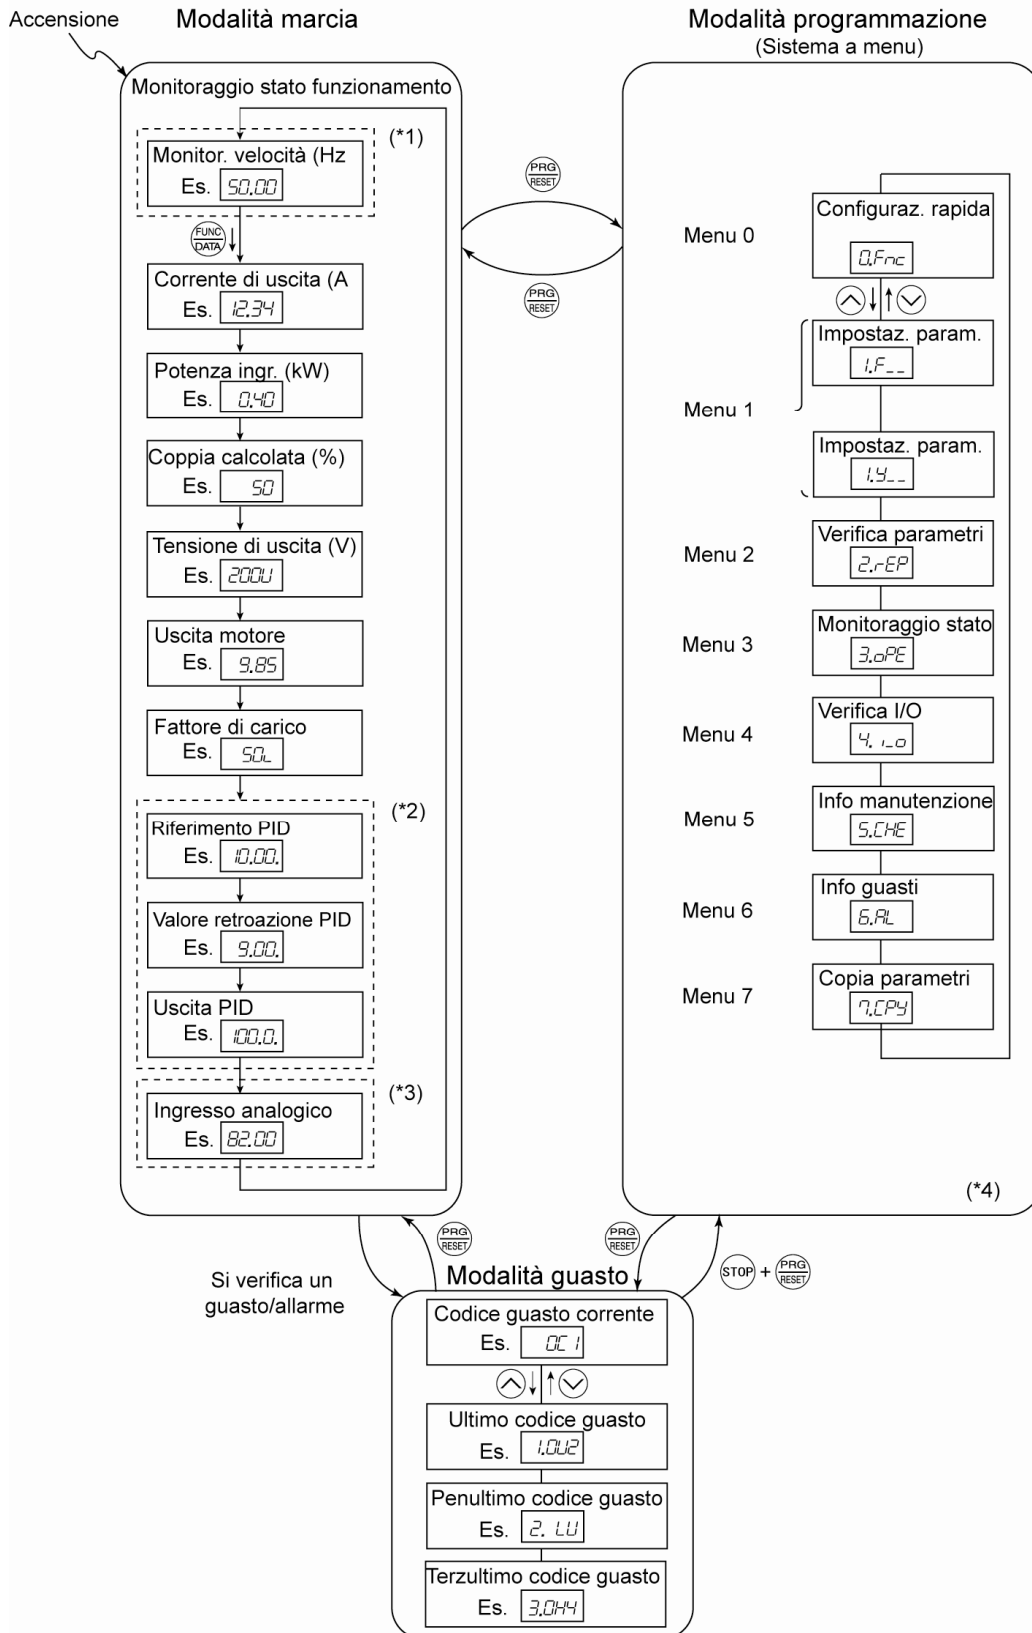 Accensione
Modalità marcia
Monitoraggio stato funzionamento
(*1)
Monitor. velocità (Hz
Es. 50.00
FUNC
DATA
Corrente di uscita (A
Es. 12.34
Potenza ingr. (kW)
Es. 0.40
Coppia calcolata (%)
Es. 50
Tensione di uscita (V)
Es. 200U
Uscita motore
Es. 9.85
Fattore di carico
Es. 50L
(*2)
Riferimento PID
Es. 10.00.
Valore retroazione PID
Es. 9.00.
Uscita PID
Es. 100.0.
(*3)
Ingresso analogico
Es. 82.00
PRG
RESET
PRG
RESET
Modalità programmazione
(Sistema a menu)
Menu 0
Configuraz. rapida
0.Fnc
Menu 1
Impostaz. param.
1.F__
Impostaz. param.
1.y__
Menu 2
Verifica parametri
2.rEP
Menu 3
Monitoraggio stato
3.oPE
Menu 4
Verifica I/O
4.i_o
Menu 5
Info manutenzione
5.CHE
Menu 6
Info guasti
6.AL
Menu 7
Copia parametri
7.CPY
(*4)
Si verifica un
guasto/allarme
PRG
RESET
PRG
RESET
STOP + PRG
RESET
Modalità guasto
Codice guasto corrente
Es. OC1
Ultimo codice guasto
Es. 1.OU2
Penultimo codice guasto
Es. 2. LU
Terzultimo codice guasto
Es. 3.OH4